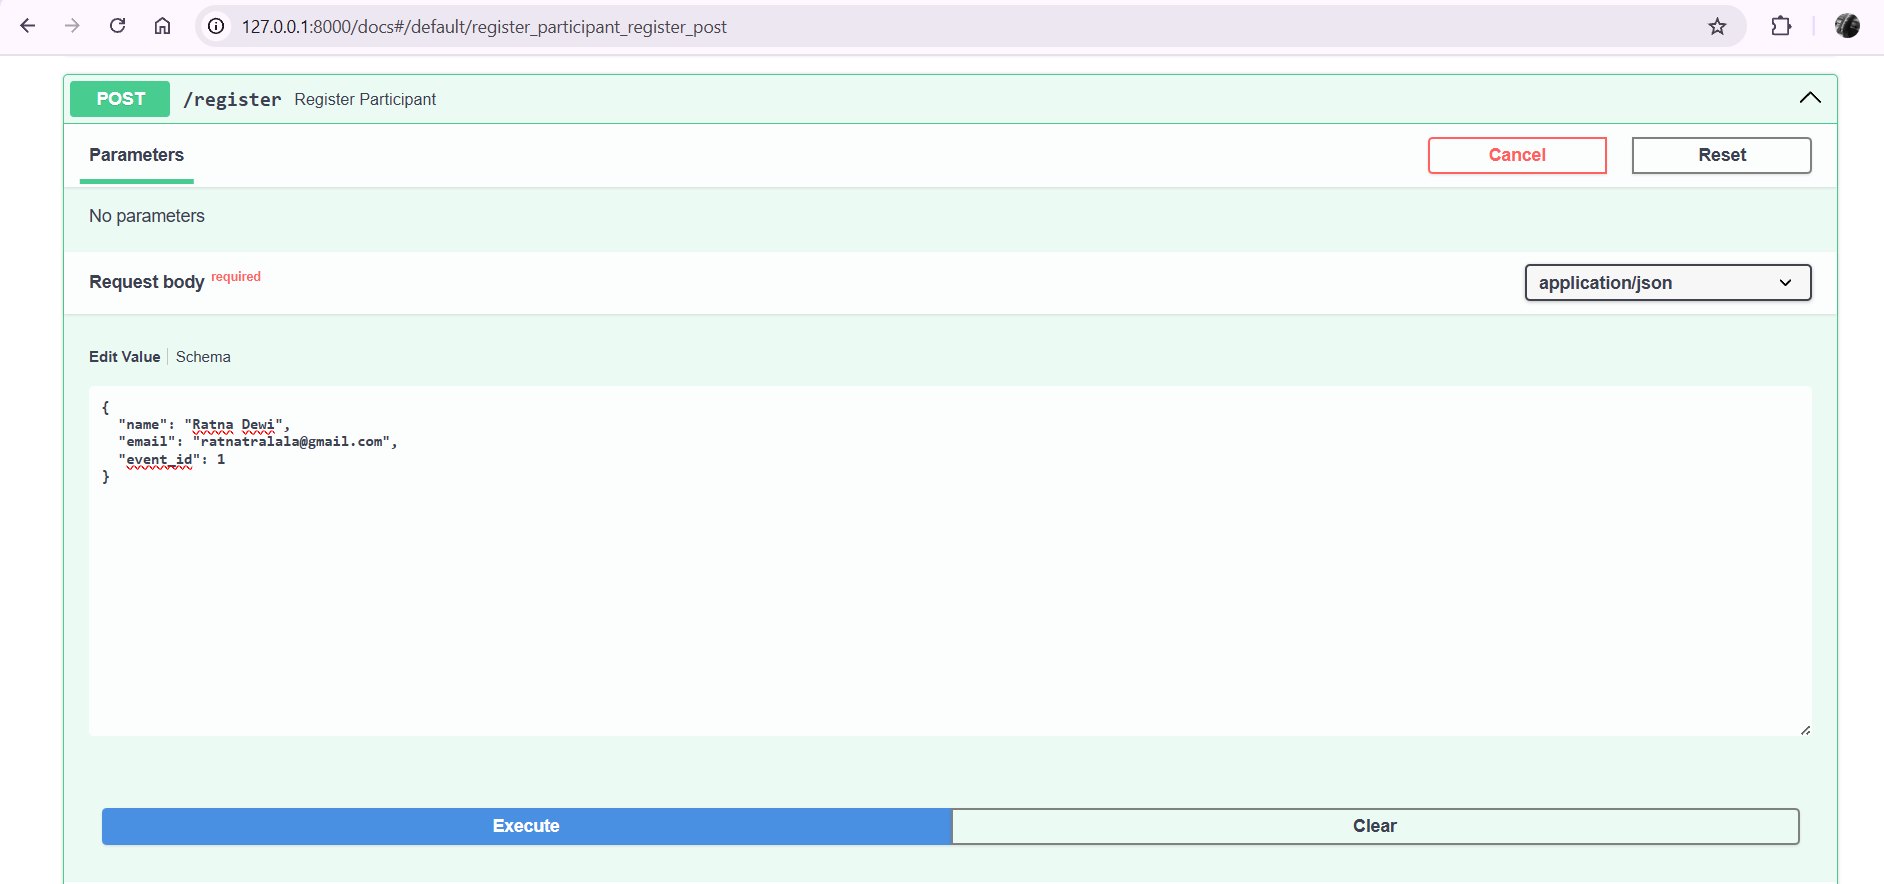 127.0.0.1:8000/docs#/default/register_participant_register_post
POST /register Register Participant
Parameters
Cancel
Reset
No parameters
Request body required
application/json
Edit Value | Schema
{
"name": "Ratna Dewi",
"email": "ratnatralala@gmail.com",
"event_id": 1
}
Execute
Clear